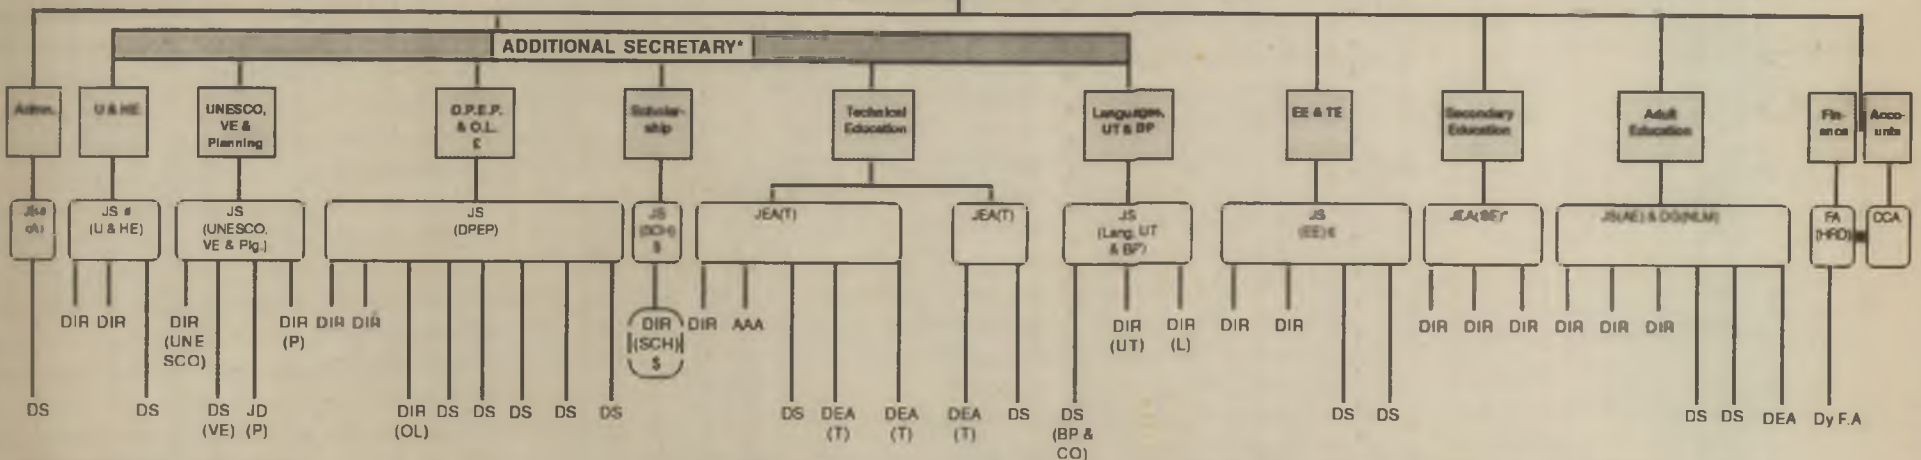 ADDITIONAL SECRETARY*
Admn.
U & HE
UNESCO,
VE &
Planning
D.P.E.P.
& O.L.
£
Scholar-
ship
Technical
Education
Languages,
UT & BP
EE & TE
Secondary
Education
Adult
Education
Fin-
ance
Acco-
unts
JS #
(U & HE)
JS
(UNESCO,
VE & Plg.)
JS
(DPEP)
JS
(SCH)
$
JEA(T)
JEA(T)
JS
(Lang. UT
& BP)
JS
(EE)
JEA(SE)*
JS(AE) & DG(NLM)
FA
(HRD)
CCA
DIR DIR
DIR
(UNE
SCO)
DIR
(P)
DIR DIR
DIR
(SCH)
$
DIR AAA
DIR
(UT)
DIR
(L)
DIR DIR
DIR DIR DIR
DIR DIR DIR
DS
DS
DS
(VE)
JD
(P)
DIR
(OL)
DS DS DS DS DS
DS
DEA
(T)
DEA
(T)
DEA
(T)
DS
DS
(BP &
CO)
DS DS
DS DS DEA
Dy F.A